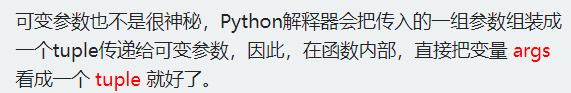 可变参数也不是很神秘，Python解释器会把传入的一组参数组装成
一个tuple传递给可变参数，因此，在函数内部，直接把变量 args
看成一个 tuple 就好了。